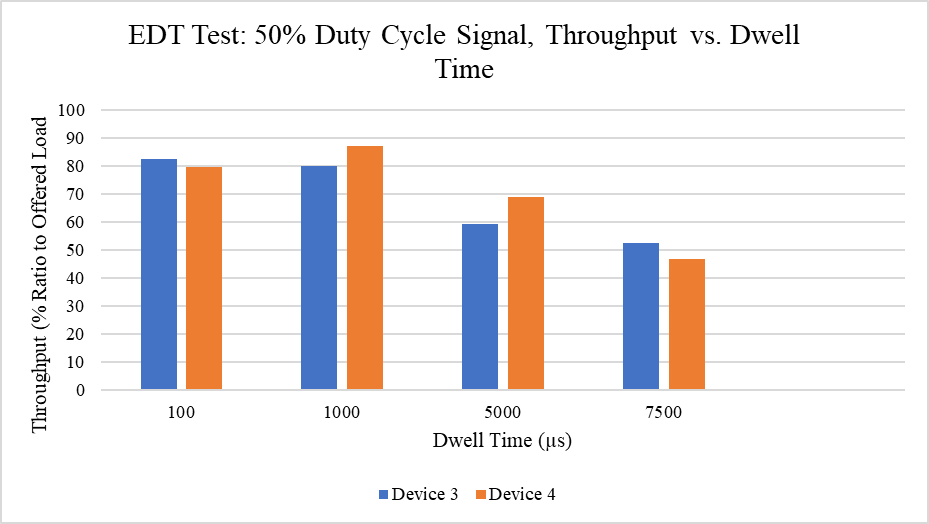 EDT Test: 50% Duty Cycle Signal, Throughput vs. Dwell
Time
Throughput (% Ratio to Offered Load
100
90
80
70
60
50
40
30
20
10
0
100 1000 5000 7500
Dwell Time (µs)
Device 3 Device 4